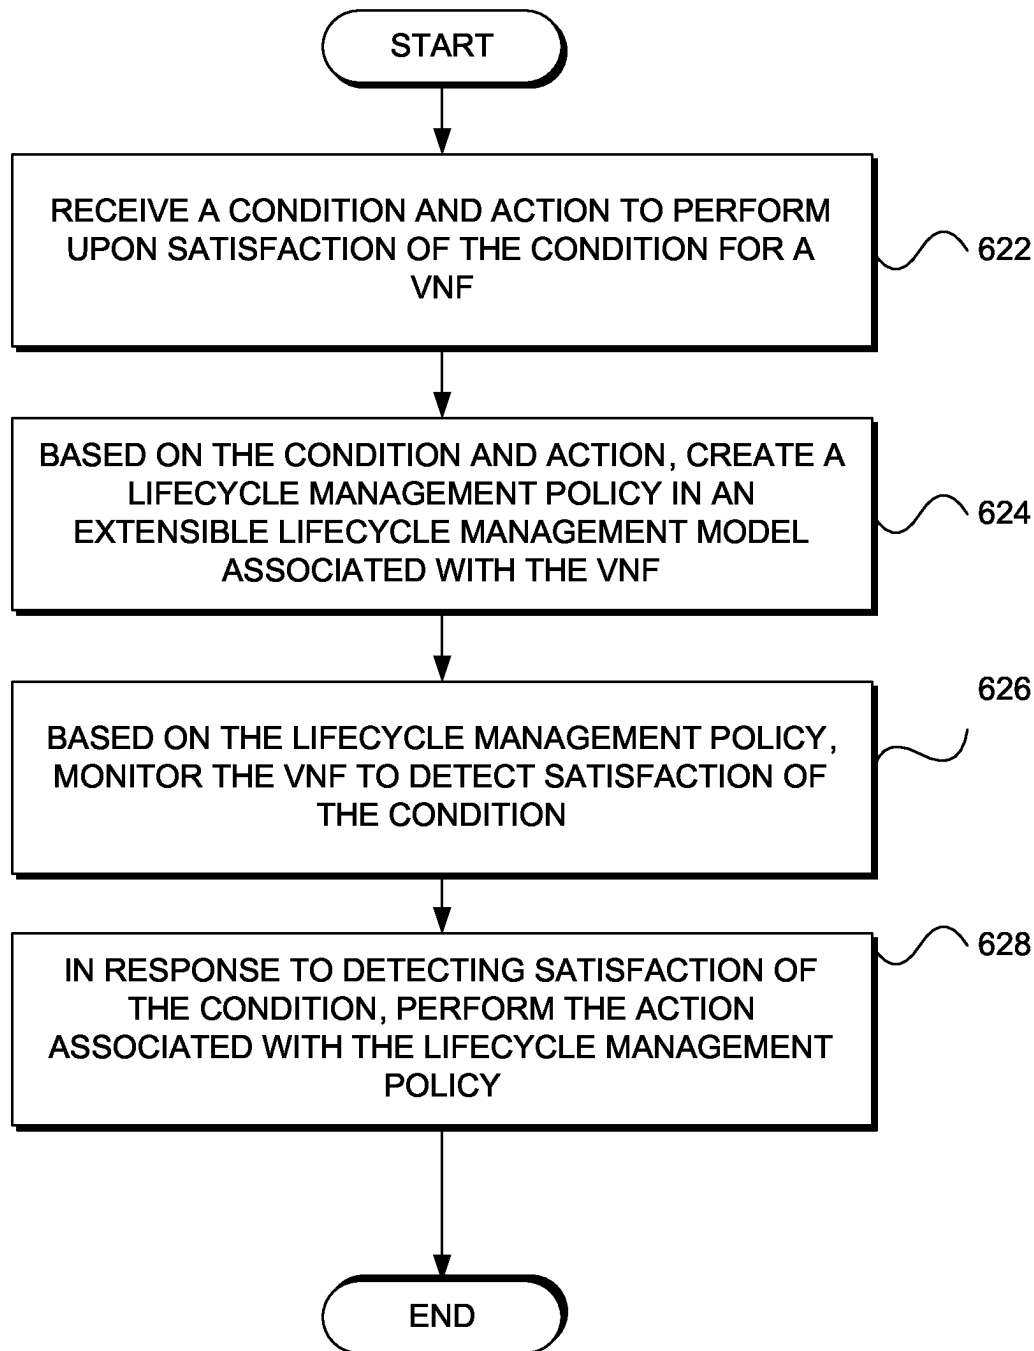 START
RECEIVE A CONDITION AND ACTION TO PERFORM
UPON SATISFACTION OF THE CONDITION FOR A
VNF
622
BASED ON THE CONDITION AND ACTION, CREATE A
LIFECYCLE MANAGEMENT POLICY IN AN
EXTENSIBLE LIFECYCLE MANAGEMENT MODEL
ASSOCIATED WITH THE VNF
624
BASED ON THE LIFECYCLE MANAGEMENT POLICY,
MONITOR THE VNF TO DETECT SATISFACTION OF
THE CONDITION
626
IN RESPONSE TO DETECTING SATISFACTION OF
THE CONDITION, PERFORM THE ACTION
ASSOCIATED WITH THE LIFECYCLE MANAGEMENT
POLICY
628
END